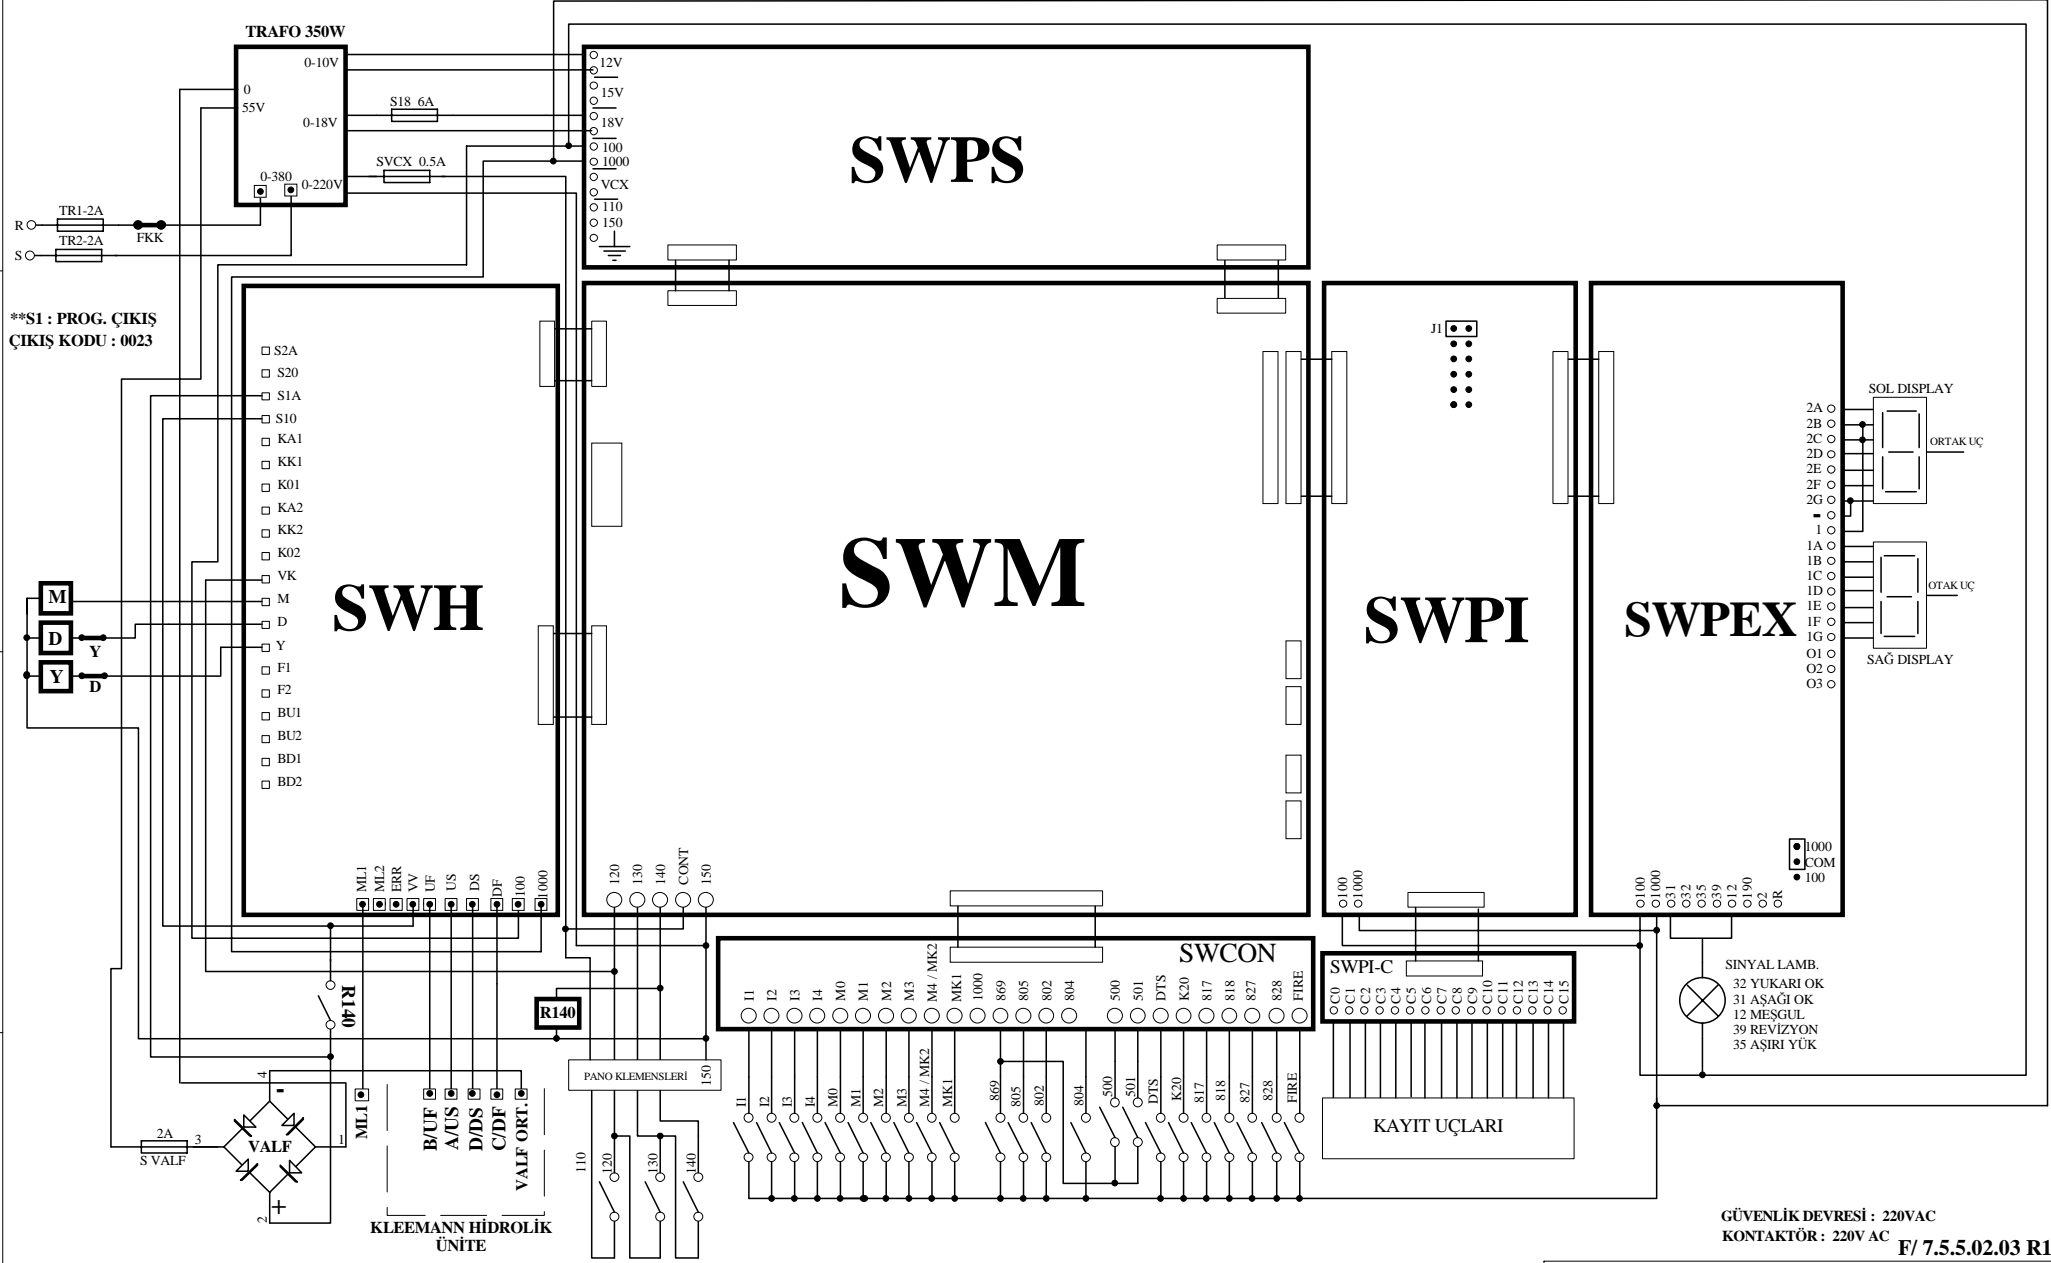 TRAFO 350W
0-10V
0
55V
0-18V
0-380
0-220V
S18 6A
SVCX 0.5A
R
TR1-2A
FKK
S
TR2-2A
12V
15V
18V
100
1000
VCX
110
150
SWPS
**S1 : PROG. ÇIKIŞ
ÇIKIŞ KODU : 0023
S2A
S20
S1A
S10
KA1
KK1
K01
KA2
KK2
K02
VK
M
D
Y
F1
F2
BU1
BU2
BD1
BD2
SWH
M
D
Y
Y
D
ML1
ML2
ERR
VV
UF
US
DS
DF
100
1000
SWM
120
130
140
CONT
150
J1
SWPI
100
1000
SWPEX
2A
2B
2C
2D
2E
2F
2G
-
1
1A
1B
1C
1D
1E
1F
1G
O1
O2
O3
SOL DISPLAY
ORTAK UÇ
OTAK UÇ
SAĞ DISPLAY
1000
COM
100
100
1000
31
32
35
39
12
190
2
R
SWCON
I1
I2
I3
I4
M0
M1
M2
M3
M4 / MK2
MK1
1000
869
805
802
804
500
501
DTS
K20
817
818
827
828
FIRE
SWPI-C
C0
C1
C2
C3
C4
C5
C6
C7
C8
C9
C10
C11
C12
C13
C14
C15
SINYAL LAMB.
32 YUKARI OK
31 AŞAĞI OK
12 MEŞGUL
39 REVİZYON
35 AŞIRI YÜK
R140
R140
PANO KLEMENSLERİ
150
I1
I2
I3
I4
M0
M1
M2
M3
M4 / MK2
MK1
869
805
802
804
500
501
DTS
K20
817
818
827
828
FIRE
KAYIT UÇLARI
4
-
2A
3
VALF
1
S VALF
+
2
ML1
B/UF
A/US
D/DS
C/DF
VALF ORT.
110
120
130
140
KLEEMANN HİDROLİK
ÜNİTE
GÜVENLİK DEVRESİ : 220VAC
KONTAKTÖR : 220V AC
F/ 7.5.5.02.03 R1